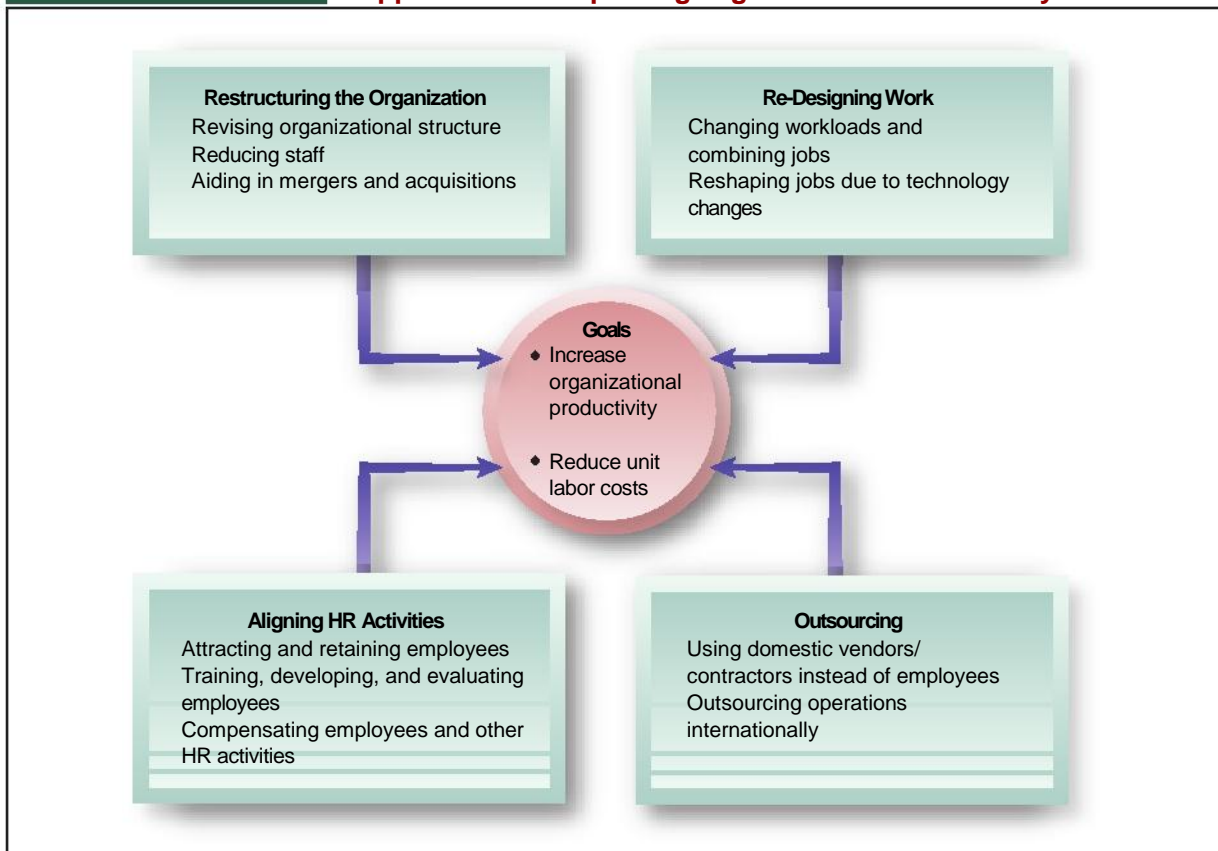 Restructuring the Organization
Revising organizational structure
Reducing staff
Aiding in mergers and acquisitions
Re-Designing Work
Changing workloads and
combining jobs
Reshaping jobs due to technology
changes
Goals
• Increase
organizational
productivity
• Reduce unit
labor costs
Aligning HR Activities
Attracting and retaining employees
Training, developing, and evaluating
employees
Compensating employees and other
HR activities
Outsourcing
Using domestic vendors/
contractors instead of employees
Outsourcing operations
internationally